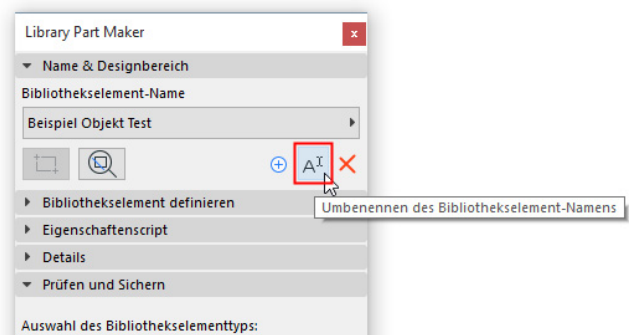 Library Part Maker
x
Name & Designbereich
Bibliothekselement-Name
Beispiel Objekt Test
A
Bibliothekselement definieren
Umbenennen des Bibliothekselement-Namens
Eigenschaftenscript
Details
Prüfen und Sichern
Auswahl des Bibliothekselementtyps: